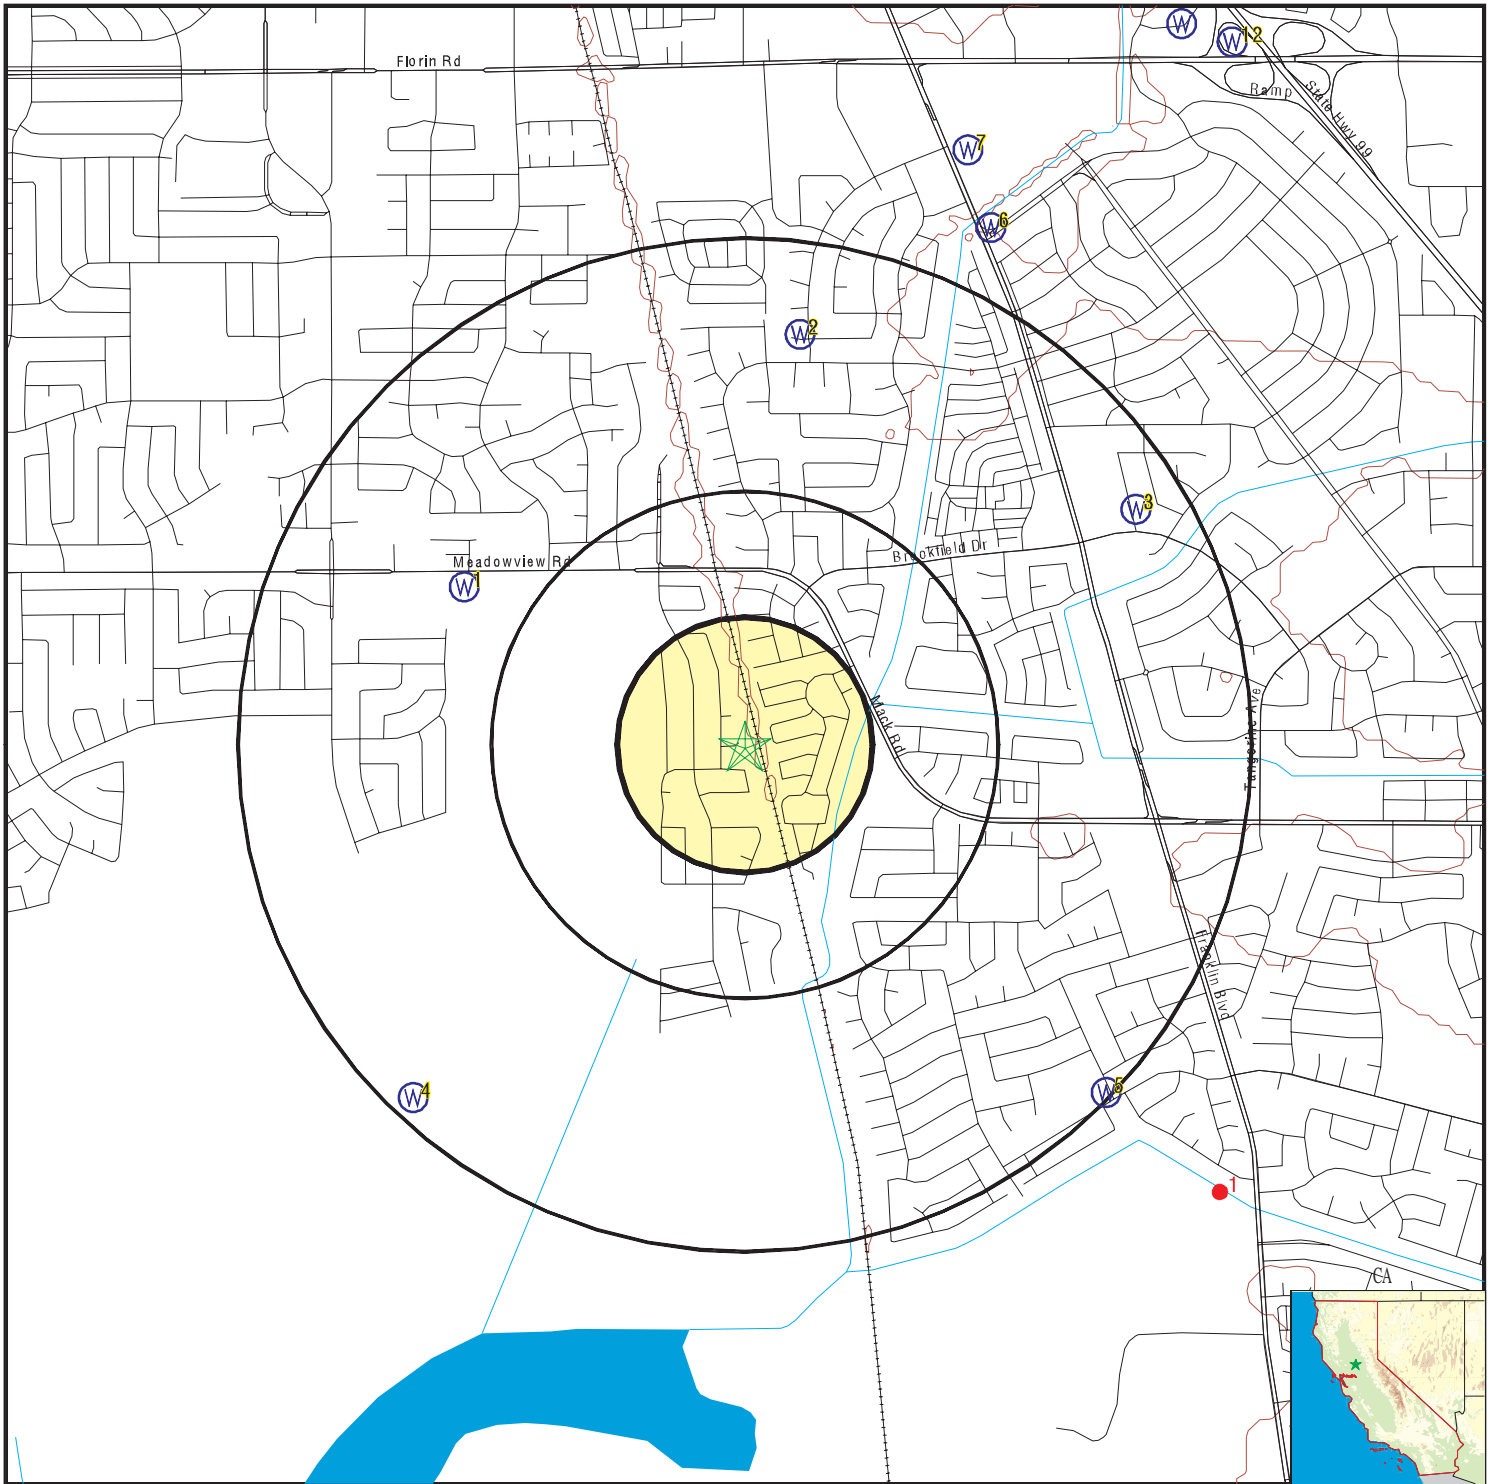 W
W 12
Florin Rd
Ramp
State Hwy 99
W 7
W 6
W 2
W 3
Brookfield Dr
Meadowview Rd
W 1
Mack Rd
Tangerine Ave
Franklin Blvd
W 4
W 5
1
CA